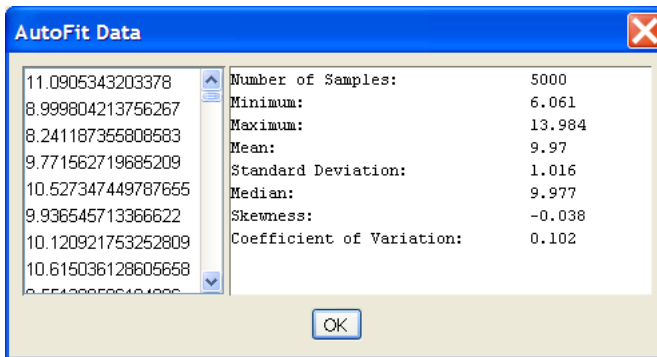 AutoFit Data
11.0905343203378
8.999804213756267
8.241187355808583
9.771562719685209
10.527347449787655
9.936545713366622
10.120921753252809
10.615036128605658
Number of Samples: 5000
Minimum: 6.061
Maximum: 13.984
Mean: 9.97
Standard Deviation: 1.016
Median: 9.977
Skewness: -0.038
Coefficient of Variation: 0.102
OK